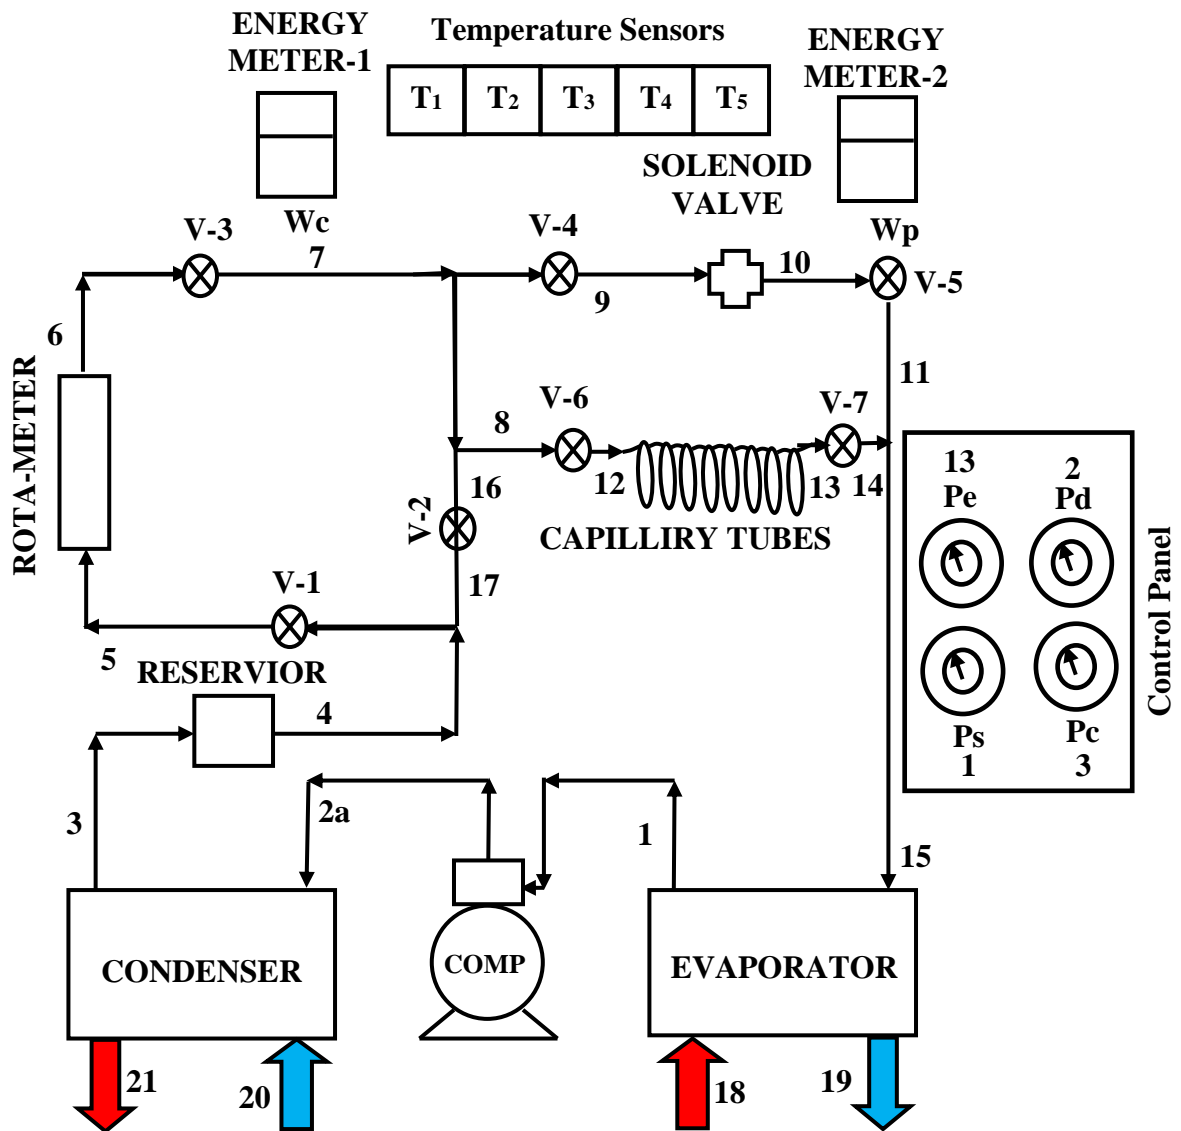 ENERGY
METER-1
Temperature Sensors
ENERGY
METER-2
T1 T2 T3 T4 T5
SOLENOID
VALVE
Wc
Wp
V-3
7
V-4
9
10
V-5
6
11
ROTA-METER
8
V-6
V-7
12
13
14
16
V-2
CAPILLIRY TUBES
17
V-1
5
13
Pe
2
Pd
Ps
1
Pc
3
Control Panel
RESERVIOR
4
3
2a
1
15
CONDENSER
COMP
EVAPORATOR
21
20
18
19